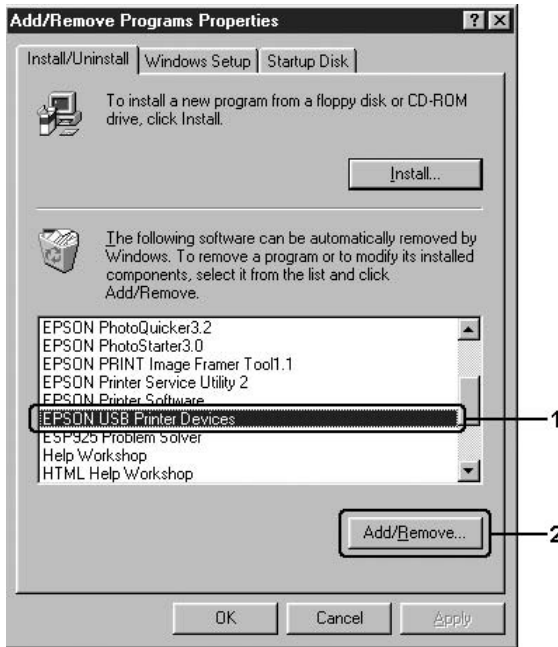 Add/Remove Programs Properties
Install/Uninstall Windows Setup Startup Disk
To install a new program from a floppy disk or CD-ROM
drive, click Install.
Install...
The following software can be automatically removed by
Windows. To remove a program or to modify its installed
components, select it from the list and click
Add/Remove.
EPSON PhotoQuicker3.2
EPSON PhotoStarter3.0
EPSON PRINT Image Framer Tool1.1
EPSON Printer Service Utility 2
EPSON Printer Software
EPSON USB Printer Devices
1
ESP925 Problem Solver
Help Workshop
HTML Help Workshop
Add/Remove...
2
OK Cancel Apply